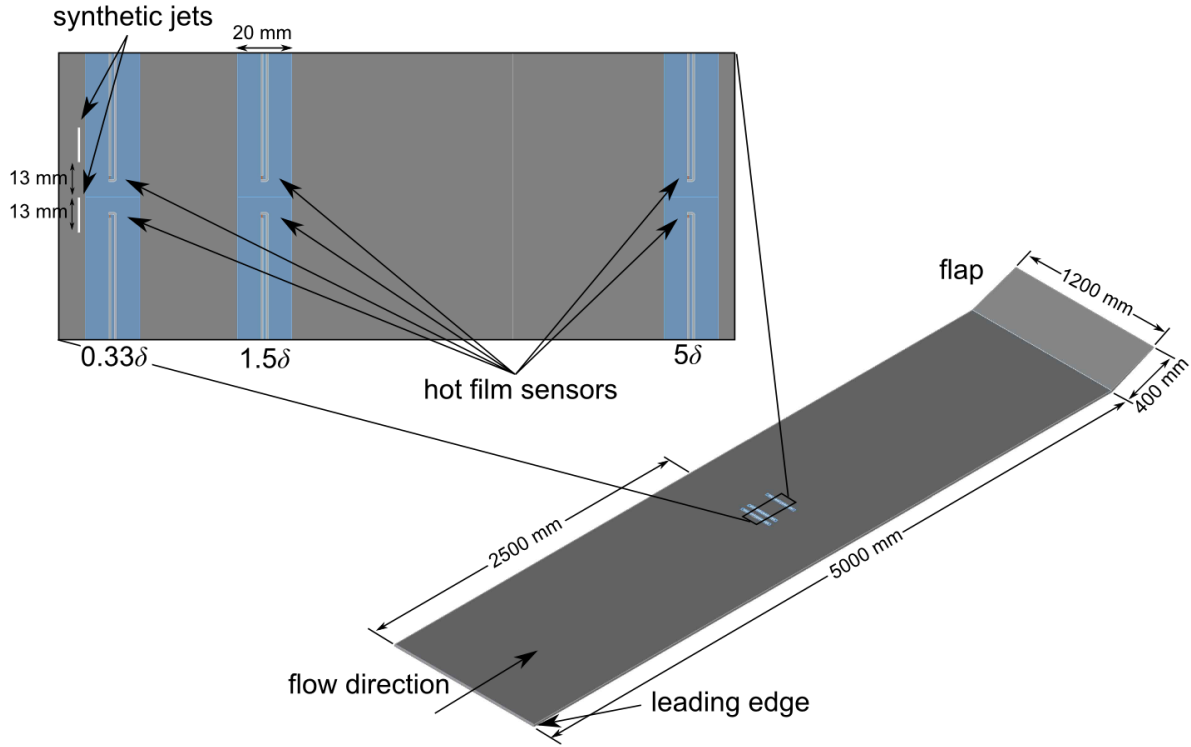 synthetic jets
20 mm
13 mm
13 mm
0.33δ
1.5δ
5δ
hot film sensors
flap
1200 mm
400 mm
2500 mm
5000 mm
flow direction
leading edge